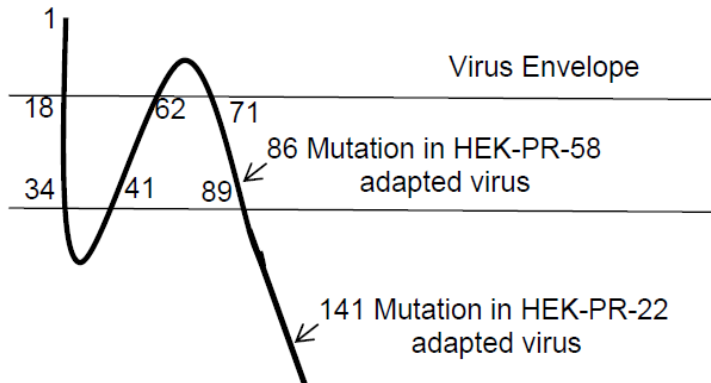 1
Virus Envelope
18
62
71
86 Mutation in HEK-PR-58
adapted virus
34
41
89
141 Mutation in HEK-PR-22
adapted virus